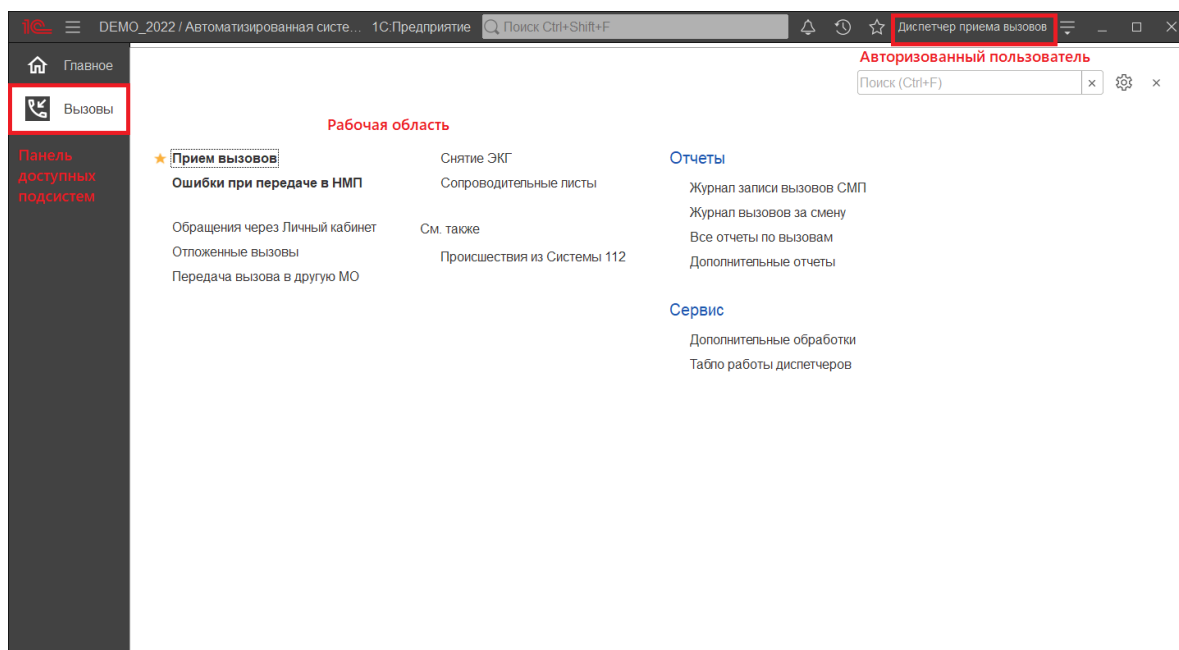 1С DEMO_2022 / Автоматизированная систе... 1С:Предприятие Поиск Ctrl+Shift+F Диспетчер приема вызовов
Главное
Вызовы
Панель
доступных
подсистем
Авторизованный пользователь
Поиск (Ctrl+F)
Рабочая область
Прием вызовов
Ошибки при передаче в НМП
Обращения через Личный кабинет
Отложенные вызовы
Передача вызова в другую МО
Снятие ЭКГ
Сопроводительные листы
См. также
Происшествия из Системы 112
Отчеты
Журнал записи вызовов СМП
Журнал вызовов за смену
Все отчеты по вызовам
Дополнительные отчеты
Сервис
Дополнительные обработки
Табло работы диспетчеров